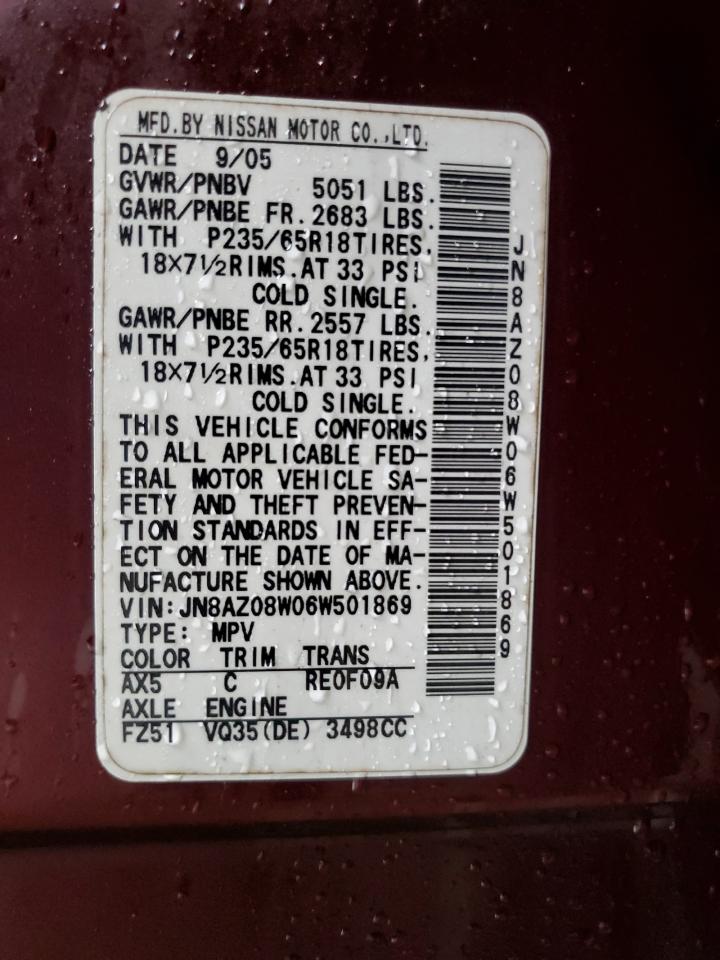 MFD.BY NISSAN MOTOR CO.,LTD.
DATE 9/05
GVWR/PNBV 5051 LBS.
GAWR/PNBE FR.2683 LBS.
WITH P235/65R18TIRES.
18×7½RIMS.AT 33 PSI
COLD SINGLE.
GAWR/PNBE RR.2557 LBS.
WITH P235/65R18TIRES,
18×7½RIMS.AT 33 PSI
COLD SINGLE.
THIS VEHICLE CONFORMS
TO ALL APPLICABLE FED-
ERAL MOTOR VEHICLE SA-
FETY AND THEFT PREVEN-
TION STANDARDS IN EFF-
ECT ON THE DATE OF MA-
NUFACTURE SHOWN ABOVE.
VIN:JN8AZ08W06W501869
TYPE: MPV
COLOR TRIM TRANS
AX5 C RE0F09A
AXLE ENGINE
FZ51 VQ35(DE) 3498CC
JN8AZ08W06W501869